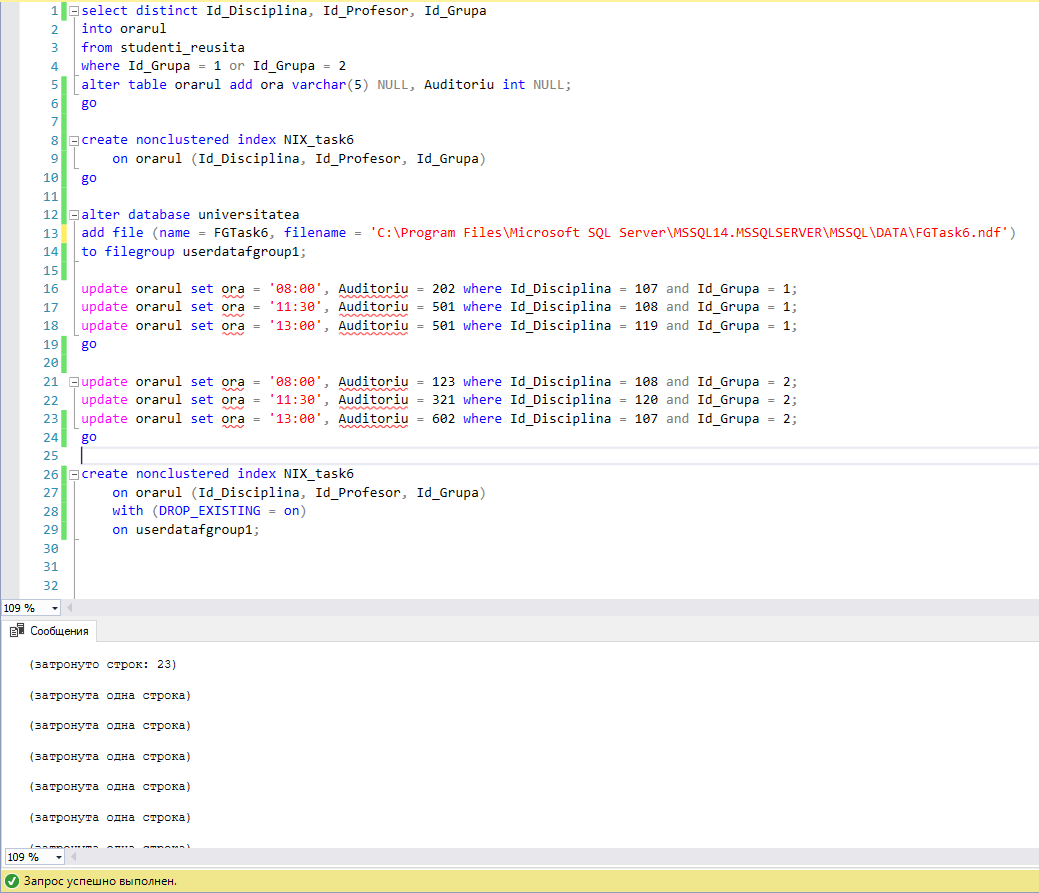 1 select distinct Id_Disciplina, Id_Profesor, Id_Grupa
2 into orarul
3 from studenti_reusita
4 where Id_Grupa = 1 or Id_Grupa = 2
5 alter table orarul add ora varchar(5) NULL, Auditoriu int NULL;
6 go
7
8 create nonclustered index NIX_task6
9 on orarul (Id_Disciplina, Id_Profesor, Id_Grupa)
10 go
11
12 alter database universitatea
13 add file (name = FGTask6, filename = 'C:\Program Files\Microsoft SQL Server\MSSQL14.MSSQLSERVER\MSSQL\DATA\FGTask6.ndf')
14 to filegroup userdatafgroup1;
15
16 update orarul set ora = '08:00', Auditoriu = 202 where Id_Disciplina = 107 and Id_Grupa = 1;
17 update orarul set ora = '11:30', Auditoriu = 501 where Id_Disciplina = 108 and Id_Grupa = 1;
18 update orarul set ora = '13:00', Auditoriu = 501 where Id_Disciplina = 119 and Id_Grupa = 1;
19 go
20
21 update orarul set ora = '08:00', Auditoriu = 123 where Id_Disciplina = 108 and Id_Grupa = 2;
22 update orarul set ora = '11:30', Auditoriu = 321 where Id_Disciplina = 120 and Id_Grupa = 2;
23 update orarul set ora = '13:00', Auditoriu = 602 where Id_Disciplina = 107 and Id_Grupa = 2;
24 go
25
26 create nonclustered index NIX_task6
27 on orarul (Id_Disciplina, Id_Profesor, Id_Grupa)
28 with (DROP_EXISTING = on)
29 on userdatafgroup1;
30
31
32
109 %
Сообщения
(затронуто строк: 23)
(затронута одна строка)
(затронута одна строка)
(затронута одна строка)
(затронута одна строка)
(затронута одна строка)
(затронута одна строка)
109 %
Запрос успешно выполнен.